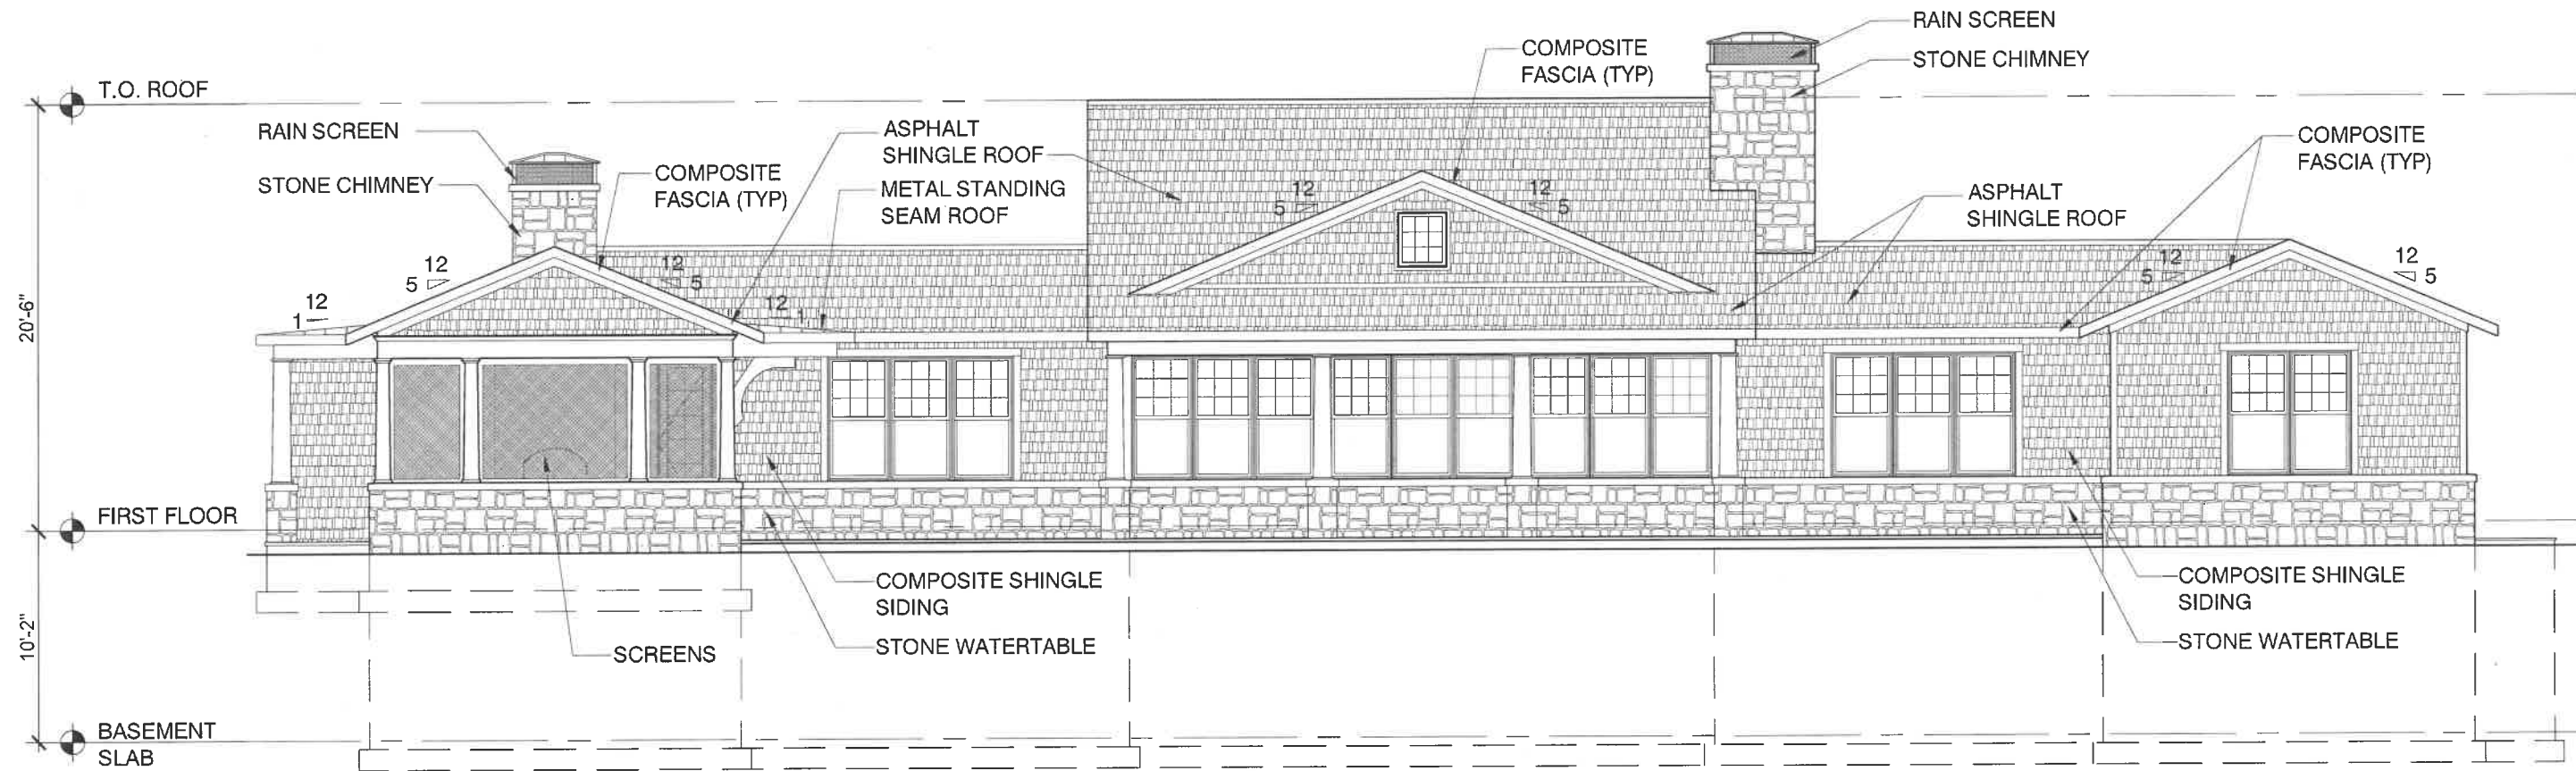 RAIN SCREEN
STONE CHIMNEY
COMPOSITE
FASCIA (TYP)
T.O. ROOF
RAIN SCREEN
STONE CHIMNEY
COMPOSITE
FASCIA (TYP)
ASPHALT
SHINGLE ROOF
METAL STANDING
SEAM ROOF
COMPOSITE
FASCIA (TYP)
ASPHALT
SHINGLE ROOF
12
5
12
5
12
5
12
5
12
5
12
5
12
1
12
1
20'-6"
FIRST FLOOR
COMPOSITE SHINGLE
SIDING
STONE WATERTABLE
SCREENS
COMPOSITE SHINGLE
SIDING
STONE WATERTABLE
10'-2"
BASEMENT
SLAB